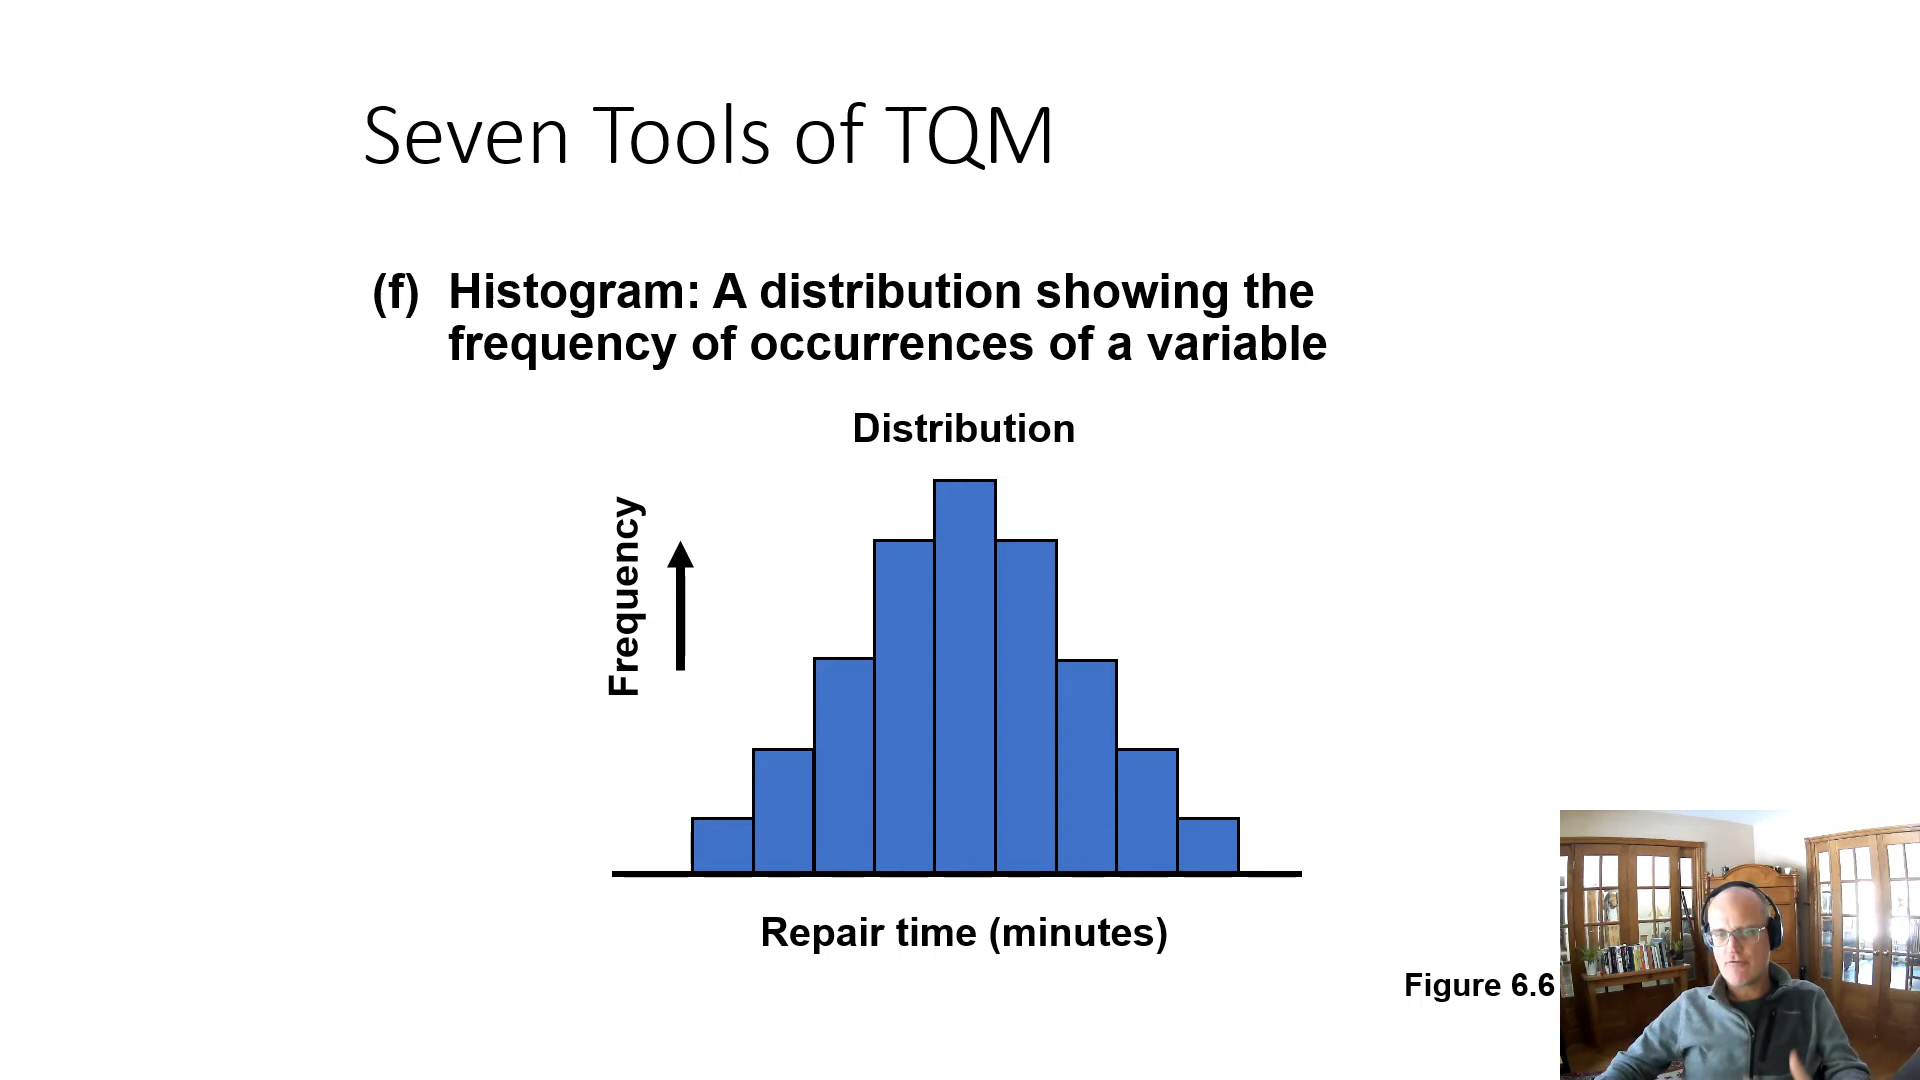 Seven Tools of TQM
(f) Histogram: A distribution showing the
frequency of occurrences of a variable
Distribution
Frequency
Repair time (minutes)
Figure 6.6